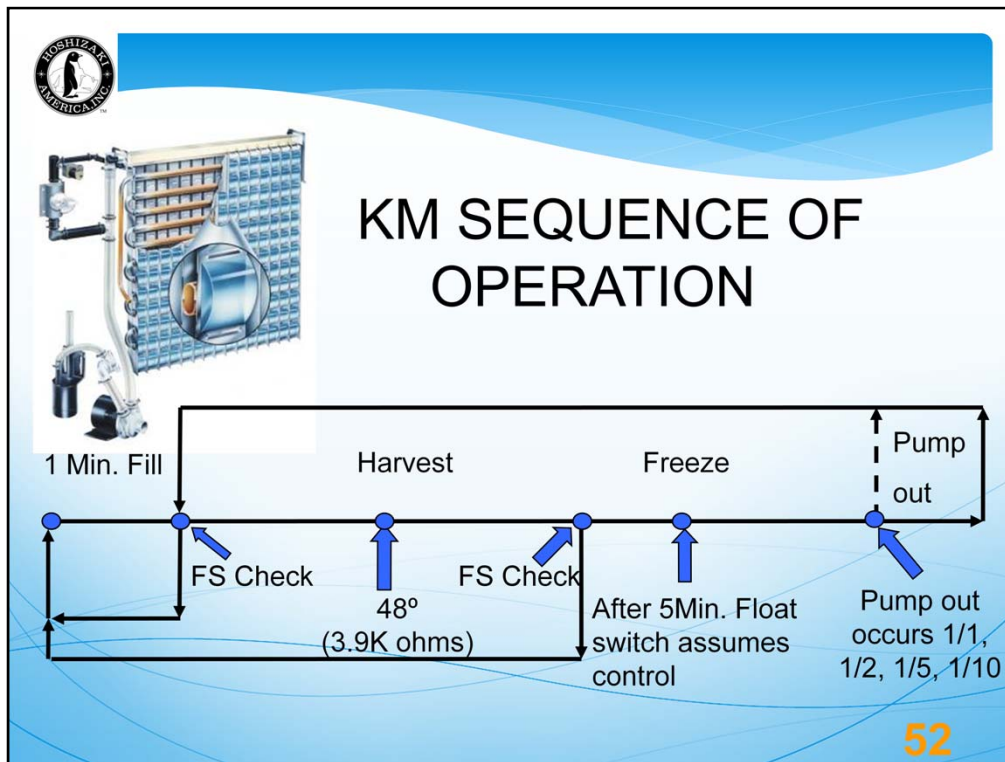 HOSHIZAKI
AMERICA, INC.
TM
KM SEQUENCE OF
OPERATION
1 Min. Fill
Harvest
Freeze
Pump
out
FS Check
48º
(3.9K ohms)
FS Check
After 5Min. Float
switch assumes
control
Pump out
occurs 1/1,
1/2, 1/5, 1/10
52